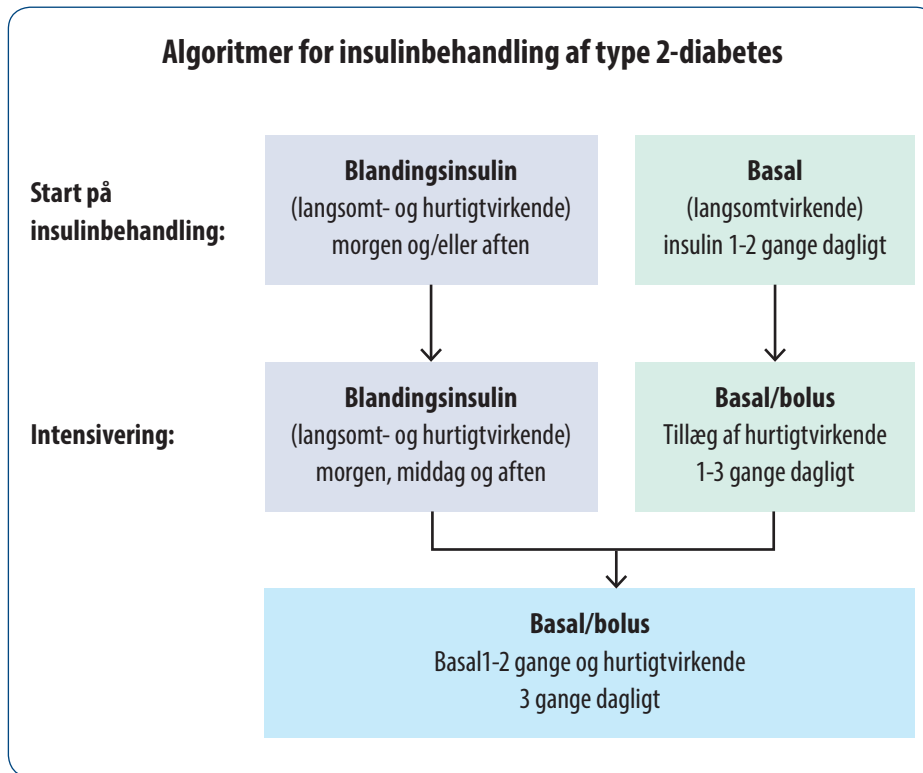 Algoritmer for insulinbehandling af type 2-diabetes
Start på
insulinbehandling:
Blandingsinsulin
(langsomt- og hurtigtvirkende)
morgen og/eller aften
Basal
(langsomtvirkende)
insulin 1-2 gange dagligt
Intensivering:
Blandingsinsulin
(langsomt- og hurtigtvirkende)
morgen, middag og aften
Basal/bolus
Tillæg af hurtigtvirkende
1-3 gange dagligt
Basal/bolus
Basal1-2 gange og hurtigtvirkende
3 gange dagligt